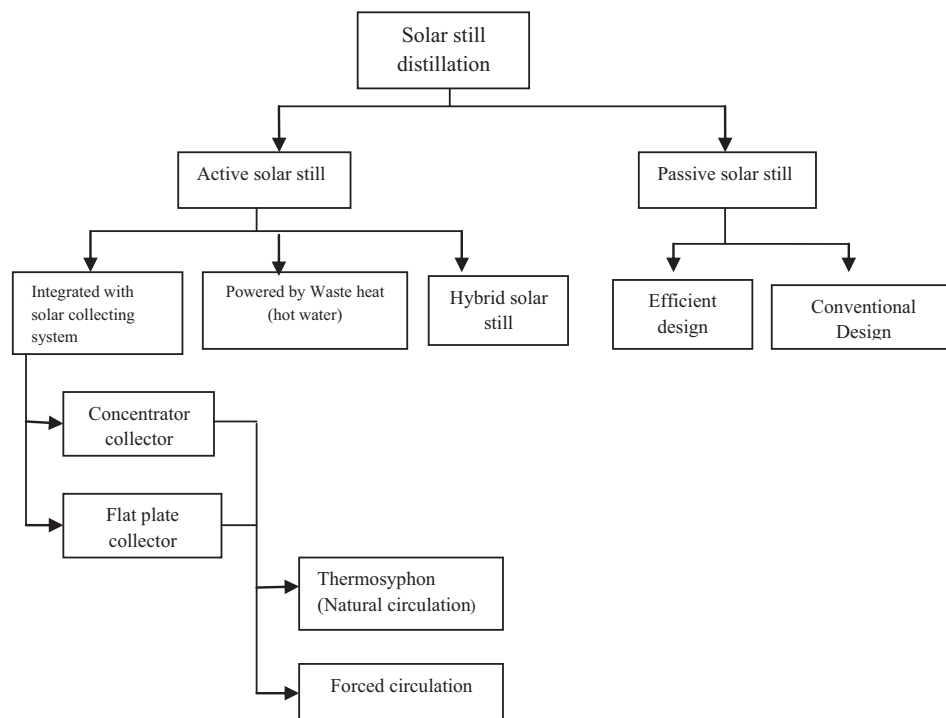 Solar still
distillation
Active solar still
Passive solar still
Integrated with
solar collecting
system
Powered by Waste heat
(hot water)
Hybrid solar
still
Efficient
design
Conventional
Design
Concentrator
collector
Flat plate
collector
Thermosyphon
(Natural circulation)
Forced circulation